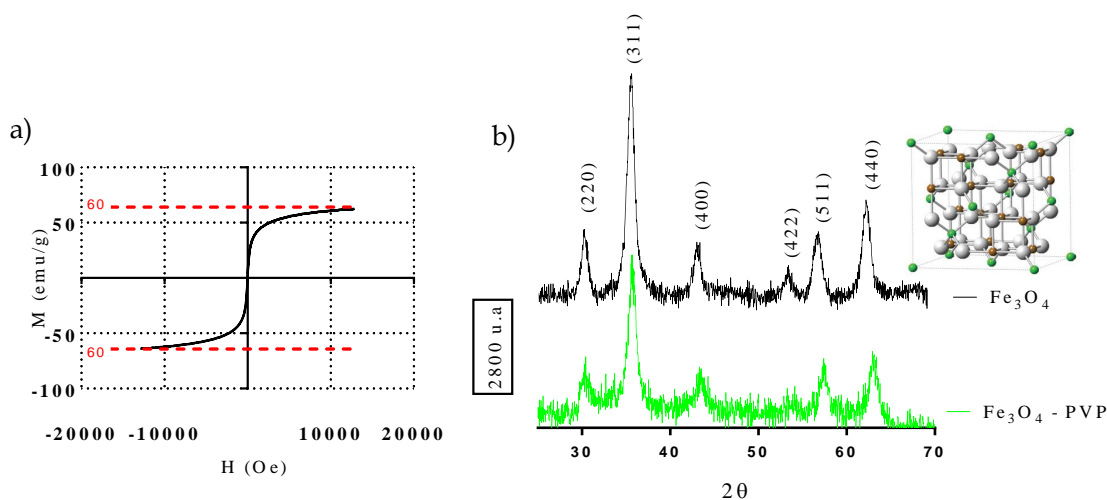 a)
M (emu/g)
100
50
-50
-100
60
60
-20000 -10000 10000 20000
H (Oe)
b)
2800 u.a
(220)
(311)
(400)
(422)
(511)
(440)
Fe₃O₄
Fe₃O₄ - PVP
30 40 50 60 70
2θ